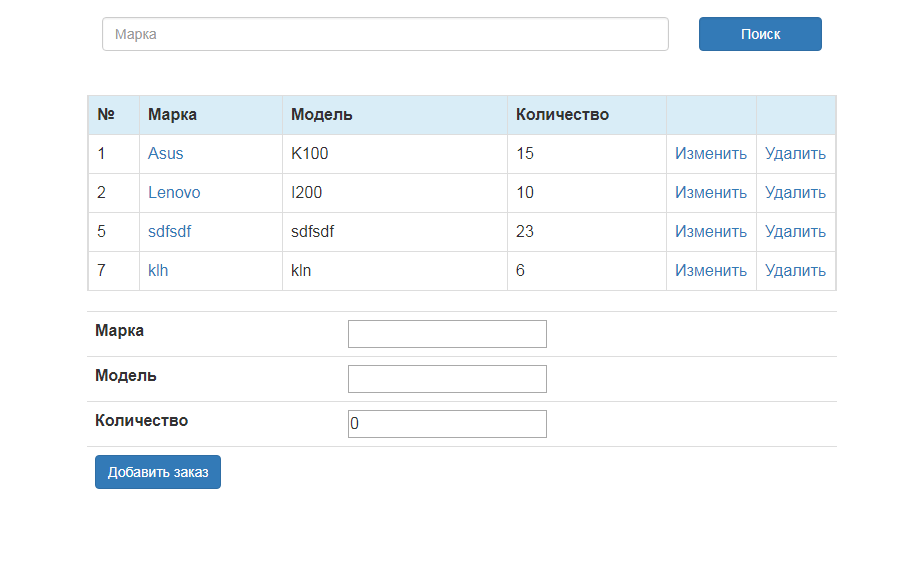 Марка Поиск
№ Марка Модель Количество
1 Asus K100 15 Изменить Удалить
2 Lenovo I200 10 Изменить Удалить
5 sdfsdf sdfsdf 23 Изменить Удалить
7 klh kln 6 Изменить Удалить
Марка
Модель
Количество 0
Добавить заказ